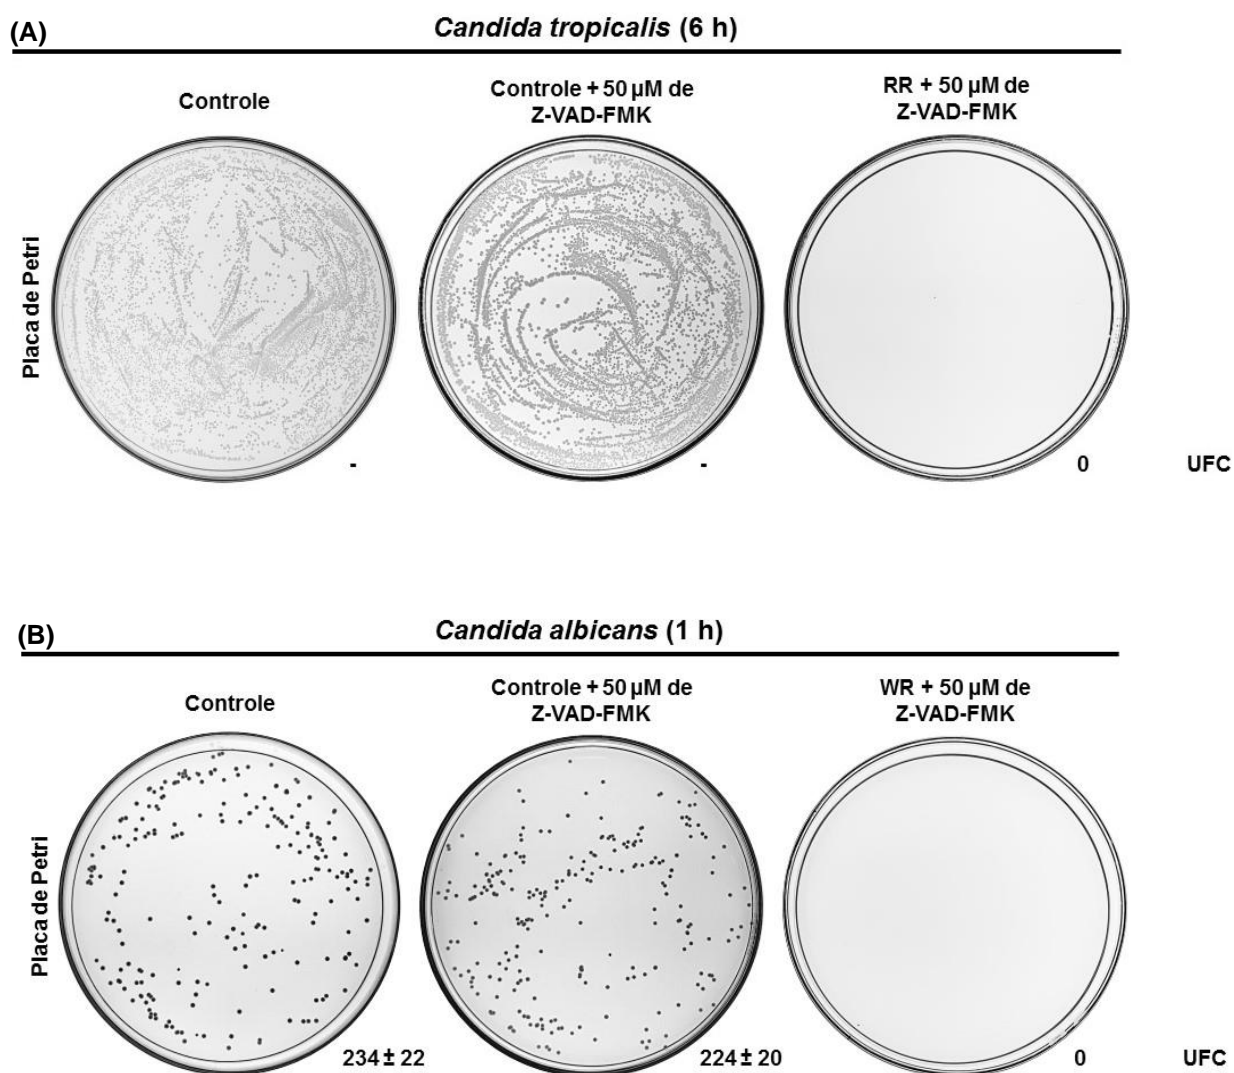 (A)
Candida tropicalis (6 h)
Controle
Controle + 50 µM de
Z-VAD-FMK
RR + 50 µM de
Z-VAD-FMK
Placa de Petri
-
-
0
UFC
(B)
Candida albicans (1 h)
Controle
Controle + 50 µM de
Z-VAD-FMK
WR + 50 µM de
Z-VAD-FMK
Placa de Petri
234 ± 22
224 ± 20
0
UFC